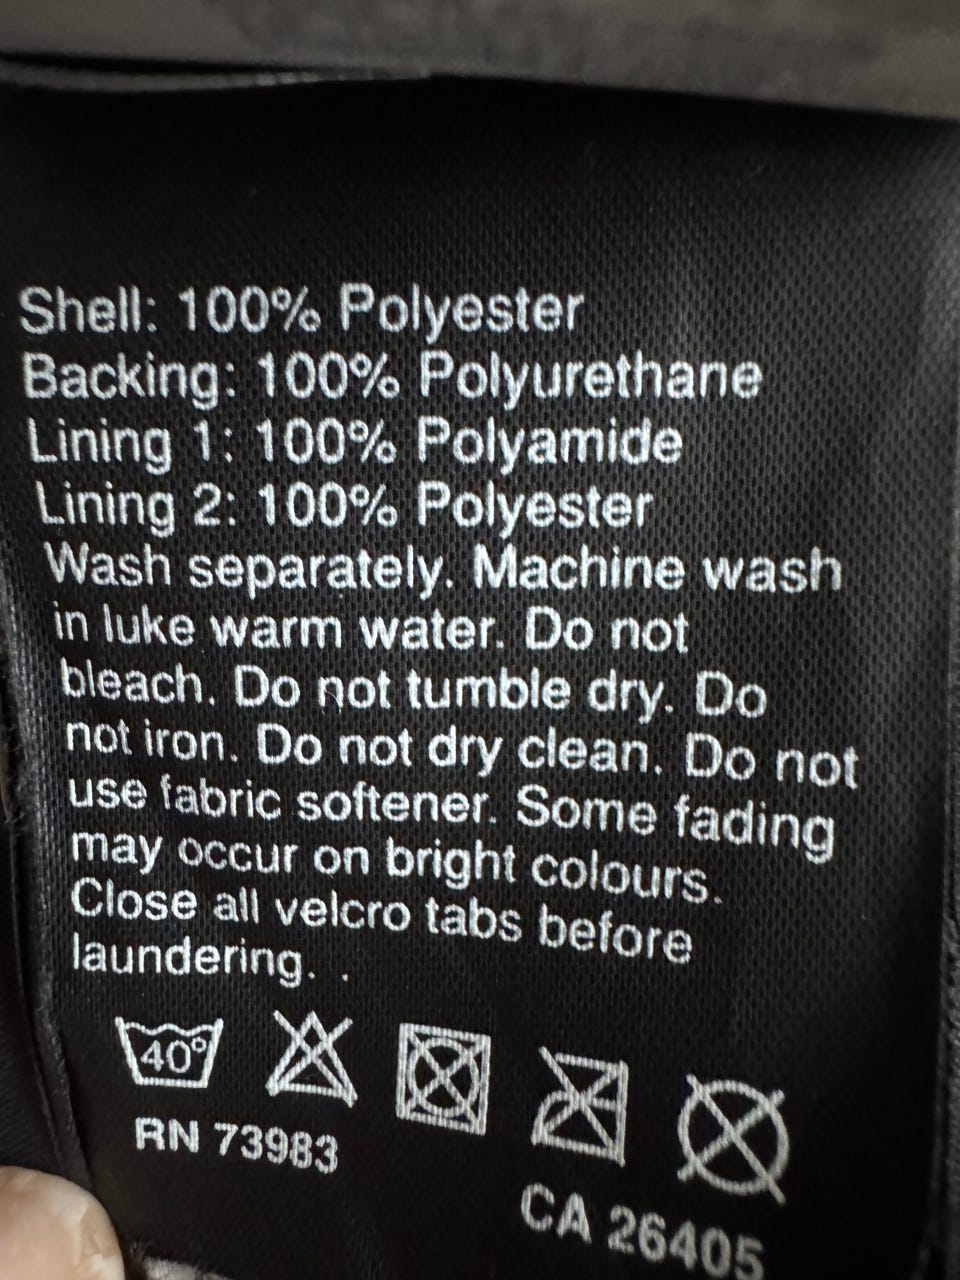 Shell: 100% Polyester
Backing: 100% Polyurethane
Lining 1: 100% Polyamide
Lining 2: 100% Polyester
Wash separately. Machine wash
in luke warm water. Do not
bleach. Do not tumble dry. Do
not iron. Do not dry clean. Do not
use fabric softener. Some fading
may occur on bright colours.
Close all velcro tabs before
laundering. .
40°
RN 73983
CA 26405